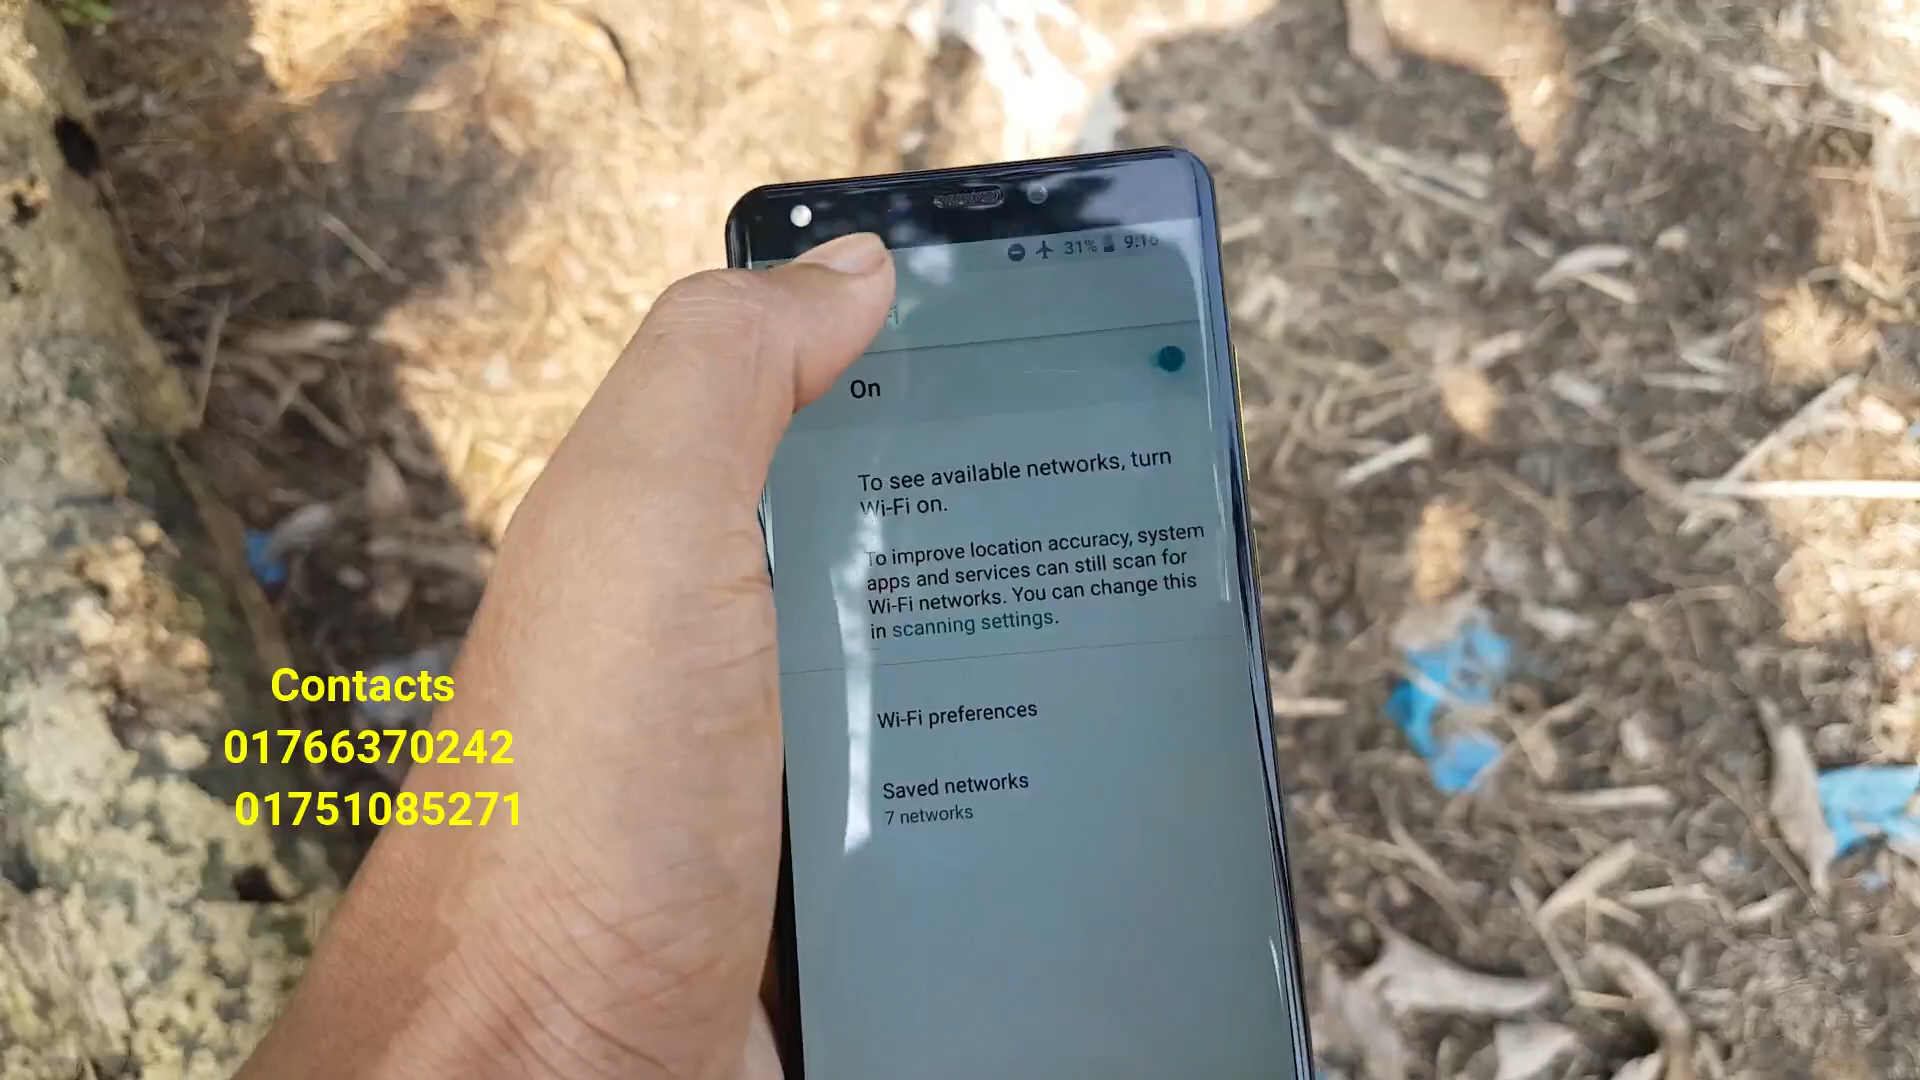 31% 9:16
On
To see available networks, turn
Wi-Fi on.
To improve location accuracy, system
apps and services can still scan for
Wi-Fi networks. You can change this
in scanning settings.
Wi-Fi preferences
Saved networks
7 networks
Contacts
01766370242
01751085271